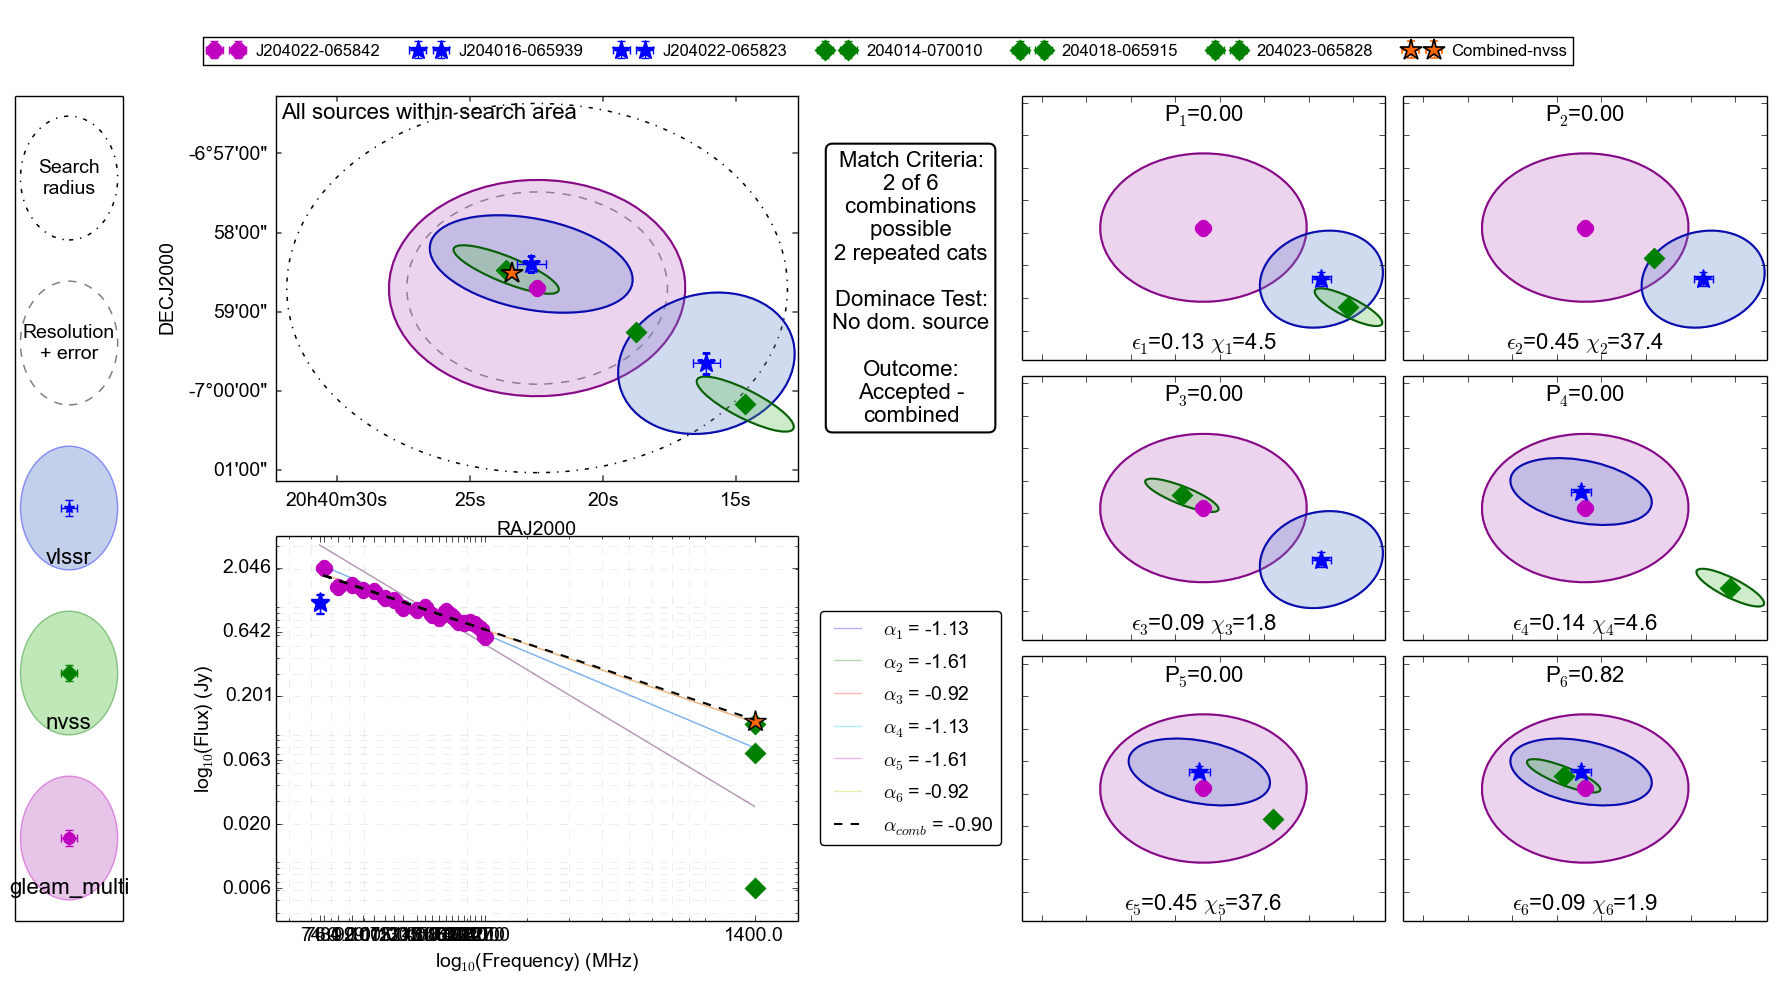 J204022-065842 J204016-065939 J204022-065823 204014-070010 204018-065915 204023-065828 Combined-nvss
Search
radius
Resolution
+ error
vlssr
nvss
gleam_multi
All sources within search area
DECJ2000
-6°57'00"
58'00"
59'00"
-7°00'00"
01'00"
20h40m30s 25s 20s 15s
RAJ2000
Match Criteria:
2 of 6
combinations
possible
2 repeated cats
Dominace Test:
No dom. source
Outcome:
Accepted -
combined
log10(Flux) (Jy)
2.046
0.642
0.201
0.063
0.020
0.006
1400.0
log10(Frequency) (MHz)
α1 = -1.13
α2 = -1.61
α3 = -0.92
α4 = -1.13
α5 = -1.61
α6 = -0.92
αcomb = -0.90
P1=0.00
ϵ1=0.13 χ1=4.5
P2=0.00
ϵ2=0.45 χ2=37.4
P3=0.00
ϵ3=0.09 χ3=1.8
P4=0.00
ϵ4=0.14 χ4=4.6
P5=0.00
ϵ5=0.45 χ5=37.6
P6=0.82
ϵ6=0.09 χ6=1.9